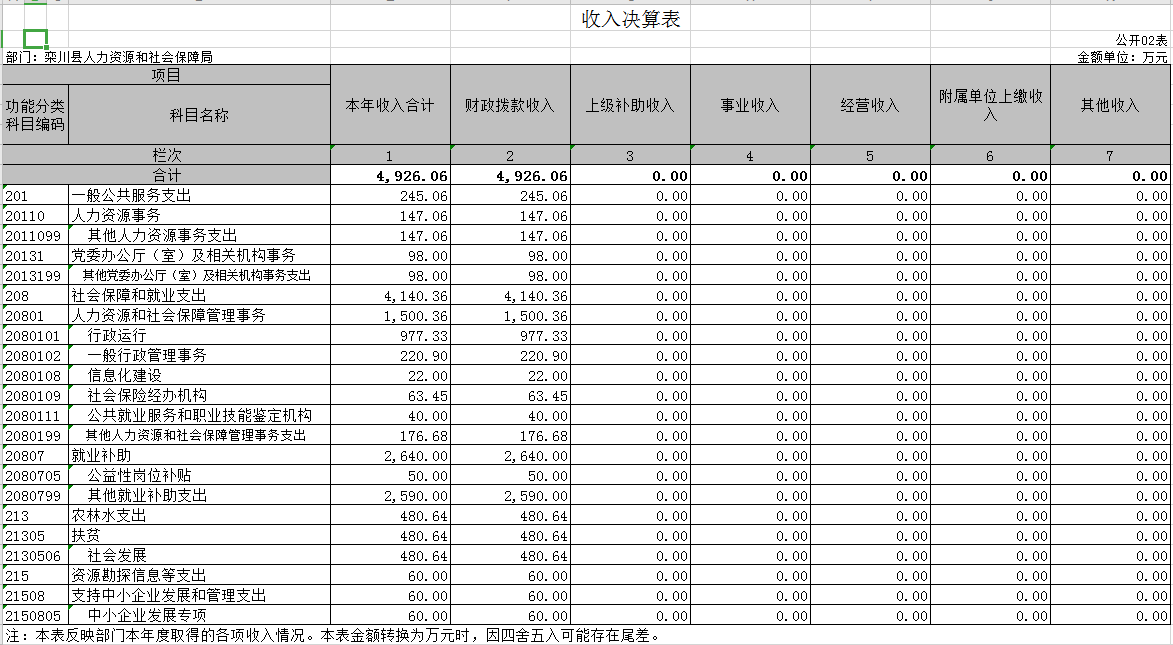 收入决算表
公开02表
部门：栾川县人力资源和社会保障局 金额单位：万元
项目 本年收入合计 财政拨款收入 上级补助收入 事业收入 经营收入 附属单位上缴收入 其他收入
功能分类科目编码 科目名称
栏次 1 2 3 4 5 6 7
合计 4,926.06 4,926.06 0.00 0.00 0.00 0.00 0.00
201 一般公共服务支出 245.06 245.06 0.00 0.00 0.00 0.00 0.00
20110 人力资源事务 147.06 147.06 0.00 0.00 0.00 0.00 0.00
2011099 其他人力资源事务支出 147.06 147.06 0.00 0.00 0.00 0.00 0.00
20131 党委办公厅（室）及相关机构事务 98.00 98.00 0.00 0.00 0.00 0.00 0.00
2013199 其他党委办公厅（室）及相关机构事务支出 98.00 98.00 0.00 0.00 0.00 0.00 0.00
208 社会保障和就业支出 4,140.36 4,140.36 0.00 0.00 0.00 0.00 0.00
20801 人力资源和社会保障管理事务 1,500.36 1,500.36 0.00 0.00 0.00 0.00 0.00
2080101 行政运行 977.33 977.33 0.00 0.00 0.00 0.00 0.00
2080102 一般行政管理事务 220.90 220.90 0.00 0.00 0.00 0.00 0.00
2080108 信息化建设 22.00 22.00 0.00 0.00 0.00 0.00 0.00
2080109 社会保险经办机构 63.45 63.45 0.00 0.00 0.00 0.00 0.00
2080111 公共就业服务和职业技能鉴定机构 40.00 40.00 0.00 0.00 0.00 0.00 0.00
2080199 其他人力资源和社会保障管理事务支出 176.68 176.68 0.00 0.00 0.00 0.00 0.00
20807 就业补助 2,640.00 2,640.00 0.00 0.00 0.00 0.00 0.00
2080705 公益性岗位补贴 50.00 50.00 0.00 0.00 0.00 0.00 0.00
2080799 其他就业补助支出 2,590.00 2,590.00 0.00 0.00 0.00 0.00 0.00
213 农林水支出 480.64 480.64 0.00 0.00 0.00 0.00 0.00
21305 扶贫 480.64 480.64 0.00 0.00 0.00 0.00 0.00
2130506 社会发展 480.64 480.64 0.00 0.00 0.00 0.00 0.00
215 资源勘探信息等支出 60.00 60.00 0.00 0.00 0.00 0.00 0.00
21508 支持中小企业发展和管理支出 60.00 60.00 0.00 0.00 0.00 0.00 0.00
2150805 中小企业发展专项 60.00 60.00 0.00 0.00 0.00 0.00 0.00
注：本表反映部门本年度取得的各项收入情况。本表金额转换为万元时，因四舍五入可能存在尾差。